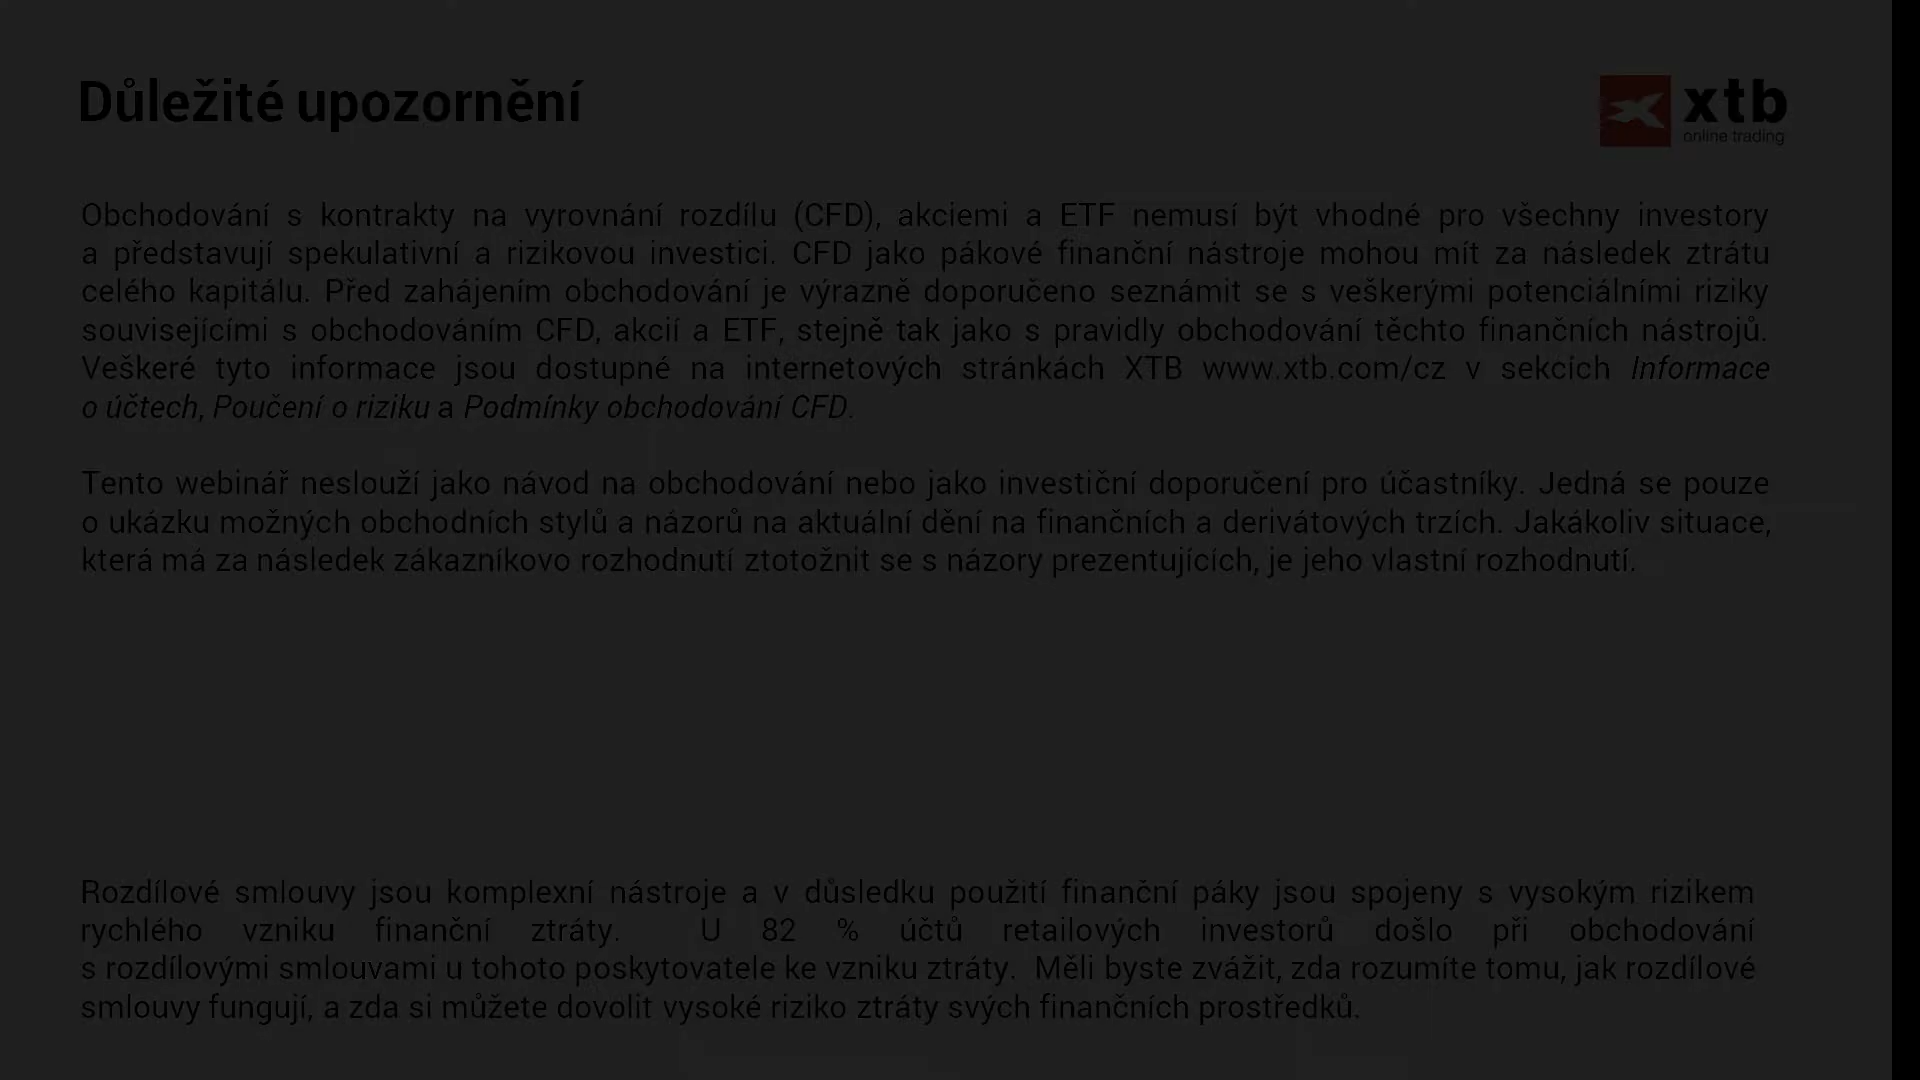 Důležité upozornění
xtb
online trading
Obchodování s kontrakty na vyrovnání rozdílu (CFD), akciemi a ETF nemusí být vhodné pro všechny investory
a představují spekulativní a rizikovou investici. CFD jako pákové finanční nástroje mohou mít za následek ztrátu
celého kapitálu. Před zahájením obchodování je výrazně doporučeno seznámit se s veškerými potenciálními riziky
souvisejícími s obchodováním CFD, akcií a ETF, stejně tak jako s pravidly obchodování těchto finančních nástrojů.
Veškeré tyto informace jsou dostupné na internetových stránkách XTB www.xtb.com/cz v sekcích Informace
o účtech, Poučení o riziku a Podmínky obchodování CFD.
Tento webinář neslouží jako návod na obchodování nebo jako investiční doporučení pro účastníky. Jedná se pouze
o ukázku možných obchodních stylů a názorů na aktuální dění na finančních a derivátových trzích. Jakákoliv situace,
která má za následek zákazníkovo rozhodnutí ztotožnit se s názory prezentujících, je jeho vlastní rozhodnutí.
Rozdílové smlouvy jsou komplexní nástroje a v důsledku použití finanční páky jsou spojeny s vysokým rizikem
rychlého vzniku finanční ztráty. U 82 % účtů retailových investorů došlo při obchodování
s rozdílovými smlouvami u tohoto poskytovatele ke vzniku ztráty. Měli byste zvážit, zda rozumíte tomu, jak rozdílové
smlouvy fungují, a zda si můžete dovolit vysoké riziko ztráty svých finančních prostředků.